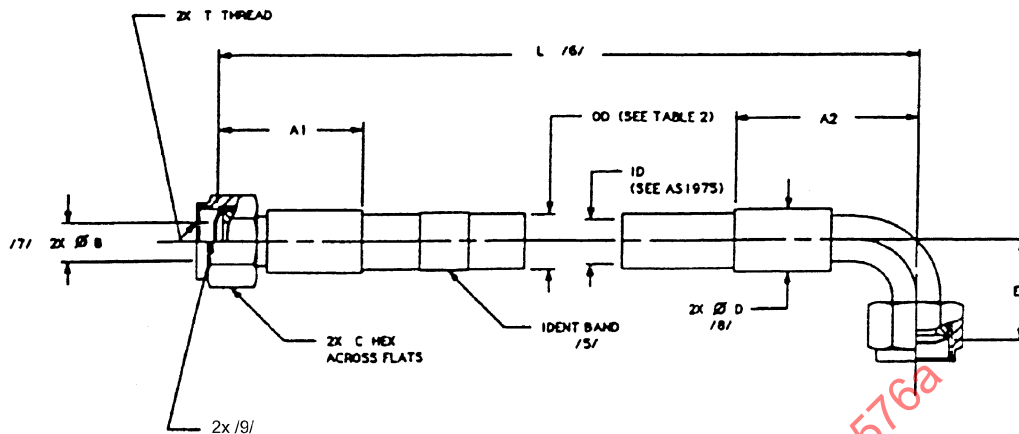 2X T THREAD
L /6/
A1
OD (SEE TABLE 2)
A2
ID
(SEE AS1975)
/7/ 2X Ø B
E
2X Ø D
/8/
IDENT BAND
/5/
2X C HEX
ACROSS FLATS
2x /9/
576a